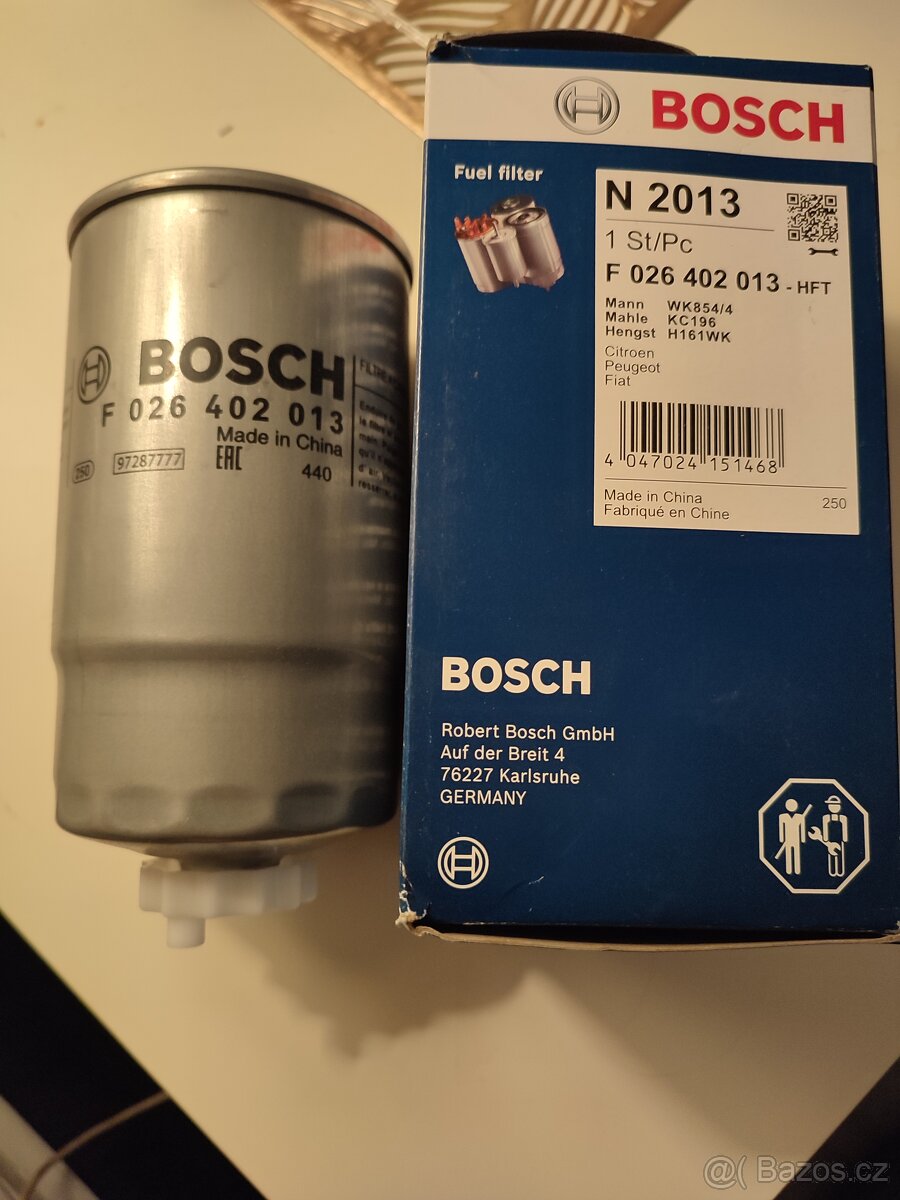 BOSCH
Fuel filter
N 2013
1 St/Pc
F 026 402 013 - HFT
Mann WK854/4
Mahle KC196
Hengst H161WK
Citroen
Peugeot
Fiat
4 047024 151468
Made in China
Fabriqué en Chine
250
BOSCH
Robert Bosch GmbH
Auf der Breit 4
76227 Karlsruhe
GERMANY
BOSCH
F 026 402 013
Made in China
250
97287777
EAC
440
@( Bazos.cz